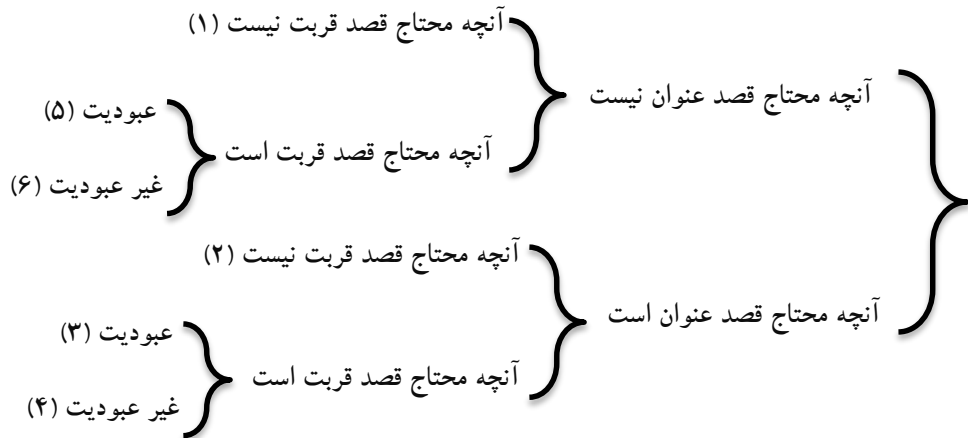 آنچه محتاج قصد عنوان نیست
آنچه محتاج قصد قربت نیست (۱)
آنچه محتاج قصد قربت است
عبودیت (۵)
غیر عبودیت (۶)
آنچه محتاج قصد عنوان است
آنچه محتاج قصد قربت نیست (۲)
آنچه محتاج قصد قربت است
عبودیت (۳)
غیر عبودیت (۴)